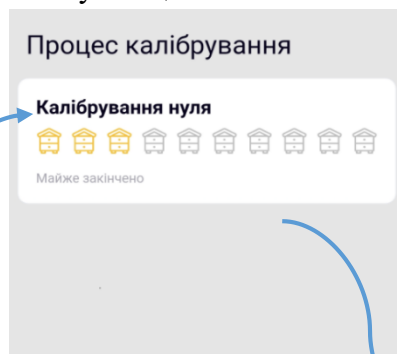 Процес калібрування
Калібрування нуля
Майже закінчено